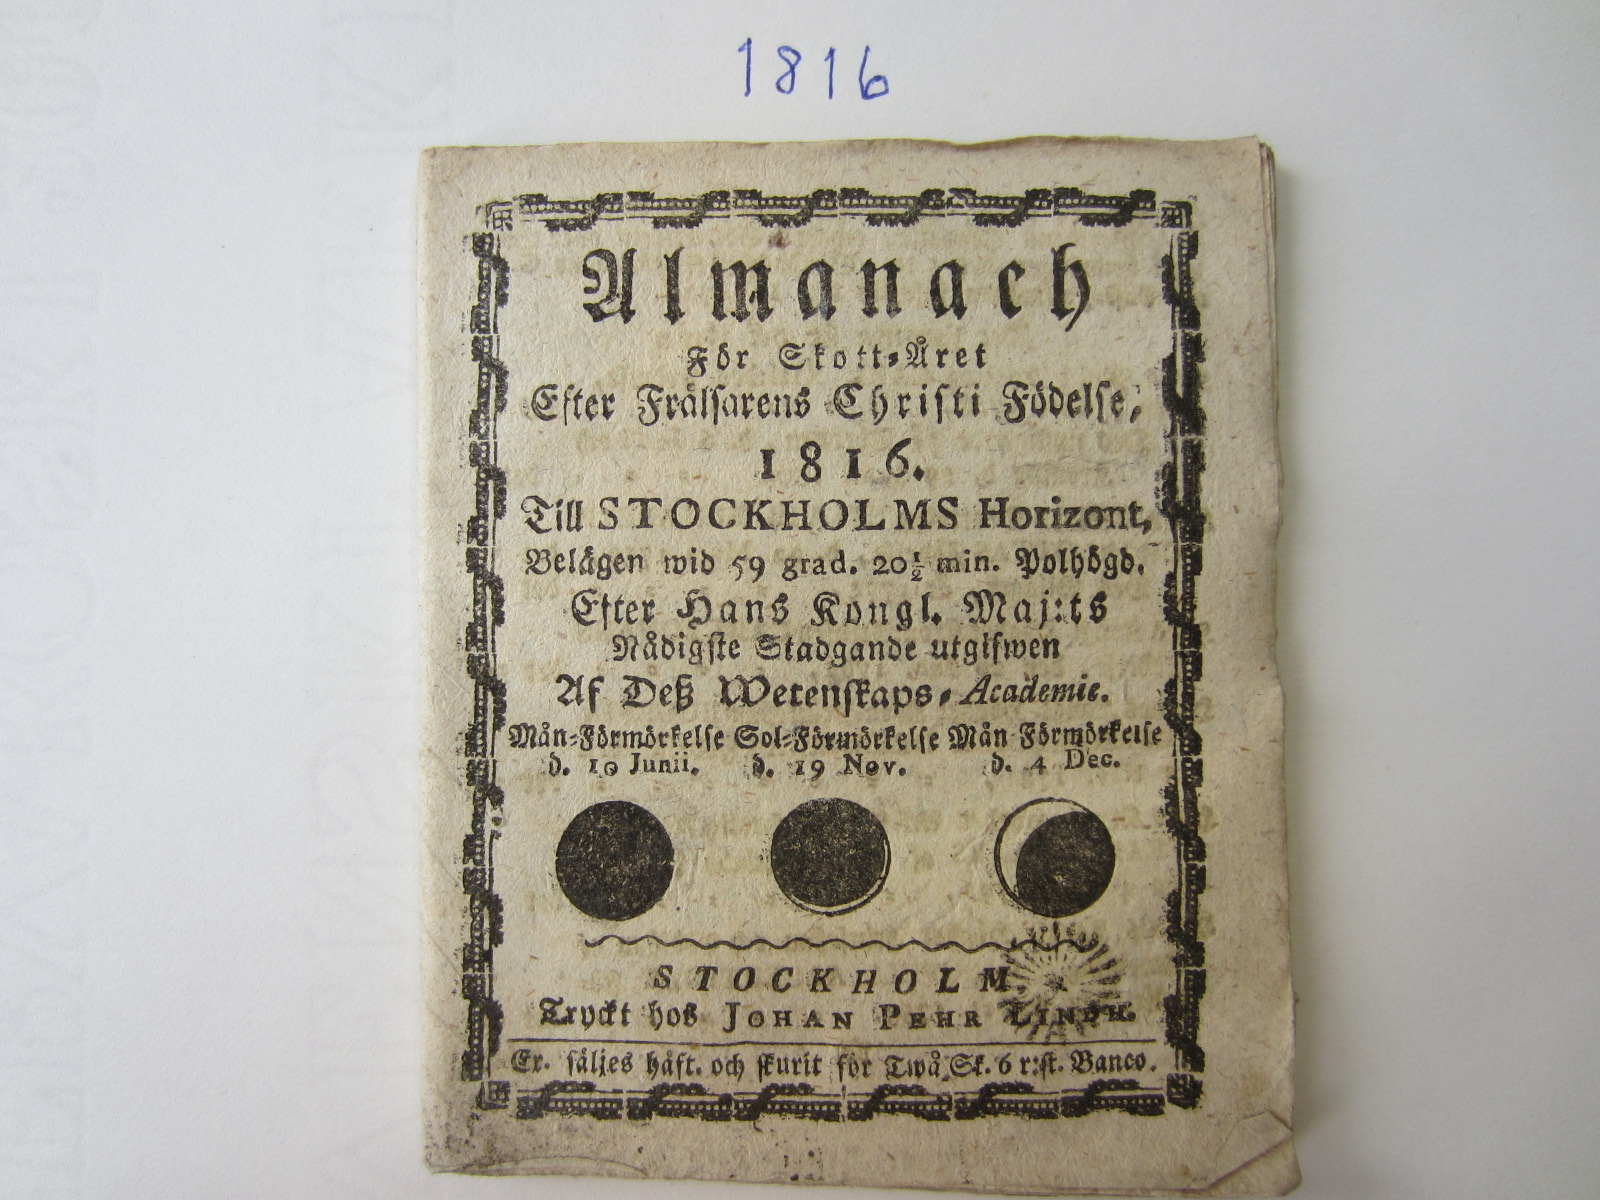 1816
Almanach
För Skott-Året
Efter Frälsarens Christi Födelse,
1816.
Till STOCKHOLMS Horizont,
Belägen wid 59 grad. 20½ min. Polhögd.
Efter Hans Kongl. Maj:ts
Nådigste Stadgande utgifwen
Af Deß Wetenskaps-Academie.
Mån-Förmörkelse Sol-Förmörkelse Mån Förmörkelse
d. 10 Junii. d. 19 Nov. d. 4 Dec.
STOCKHOLM.
Tryckt hos JOHAN PEHR LINDH.
Ex. säljes häft. och skurit för Twå Sk. 6 r:st. Banco.